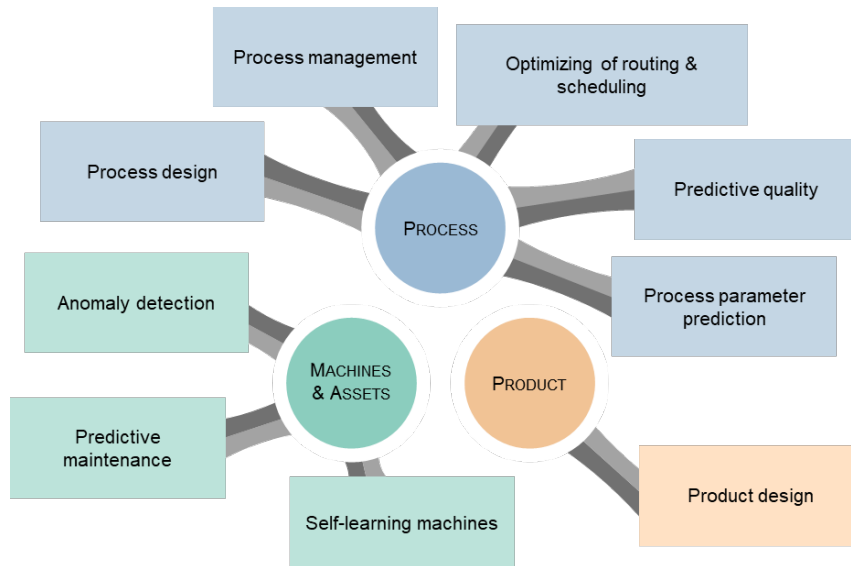 Process management
Optimizing of routing &
scheduling
Process design
Predictive quality
PROCESS
Anomaly detection
Process parameter
prediction
MACHINES
& ASSETS
PRODUCT
Predictive
maintenance
Product design
Self-learning machines